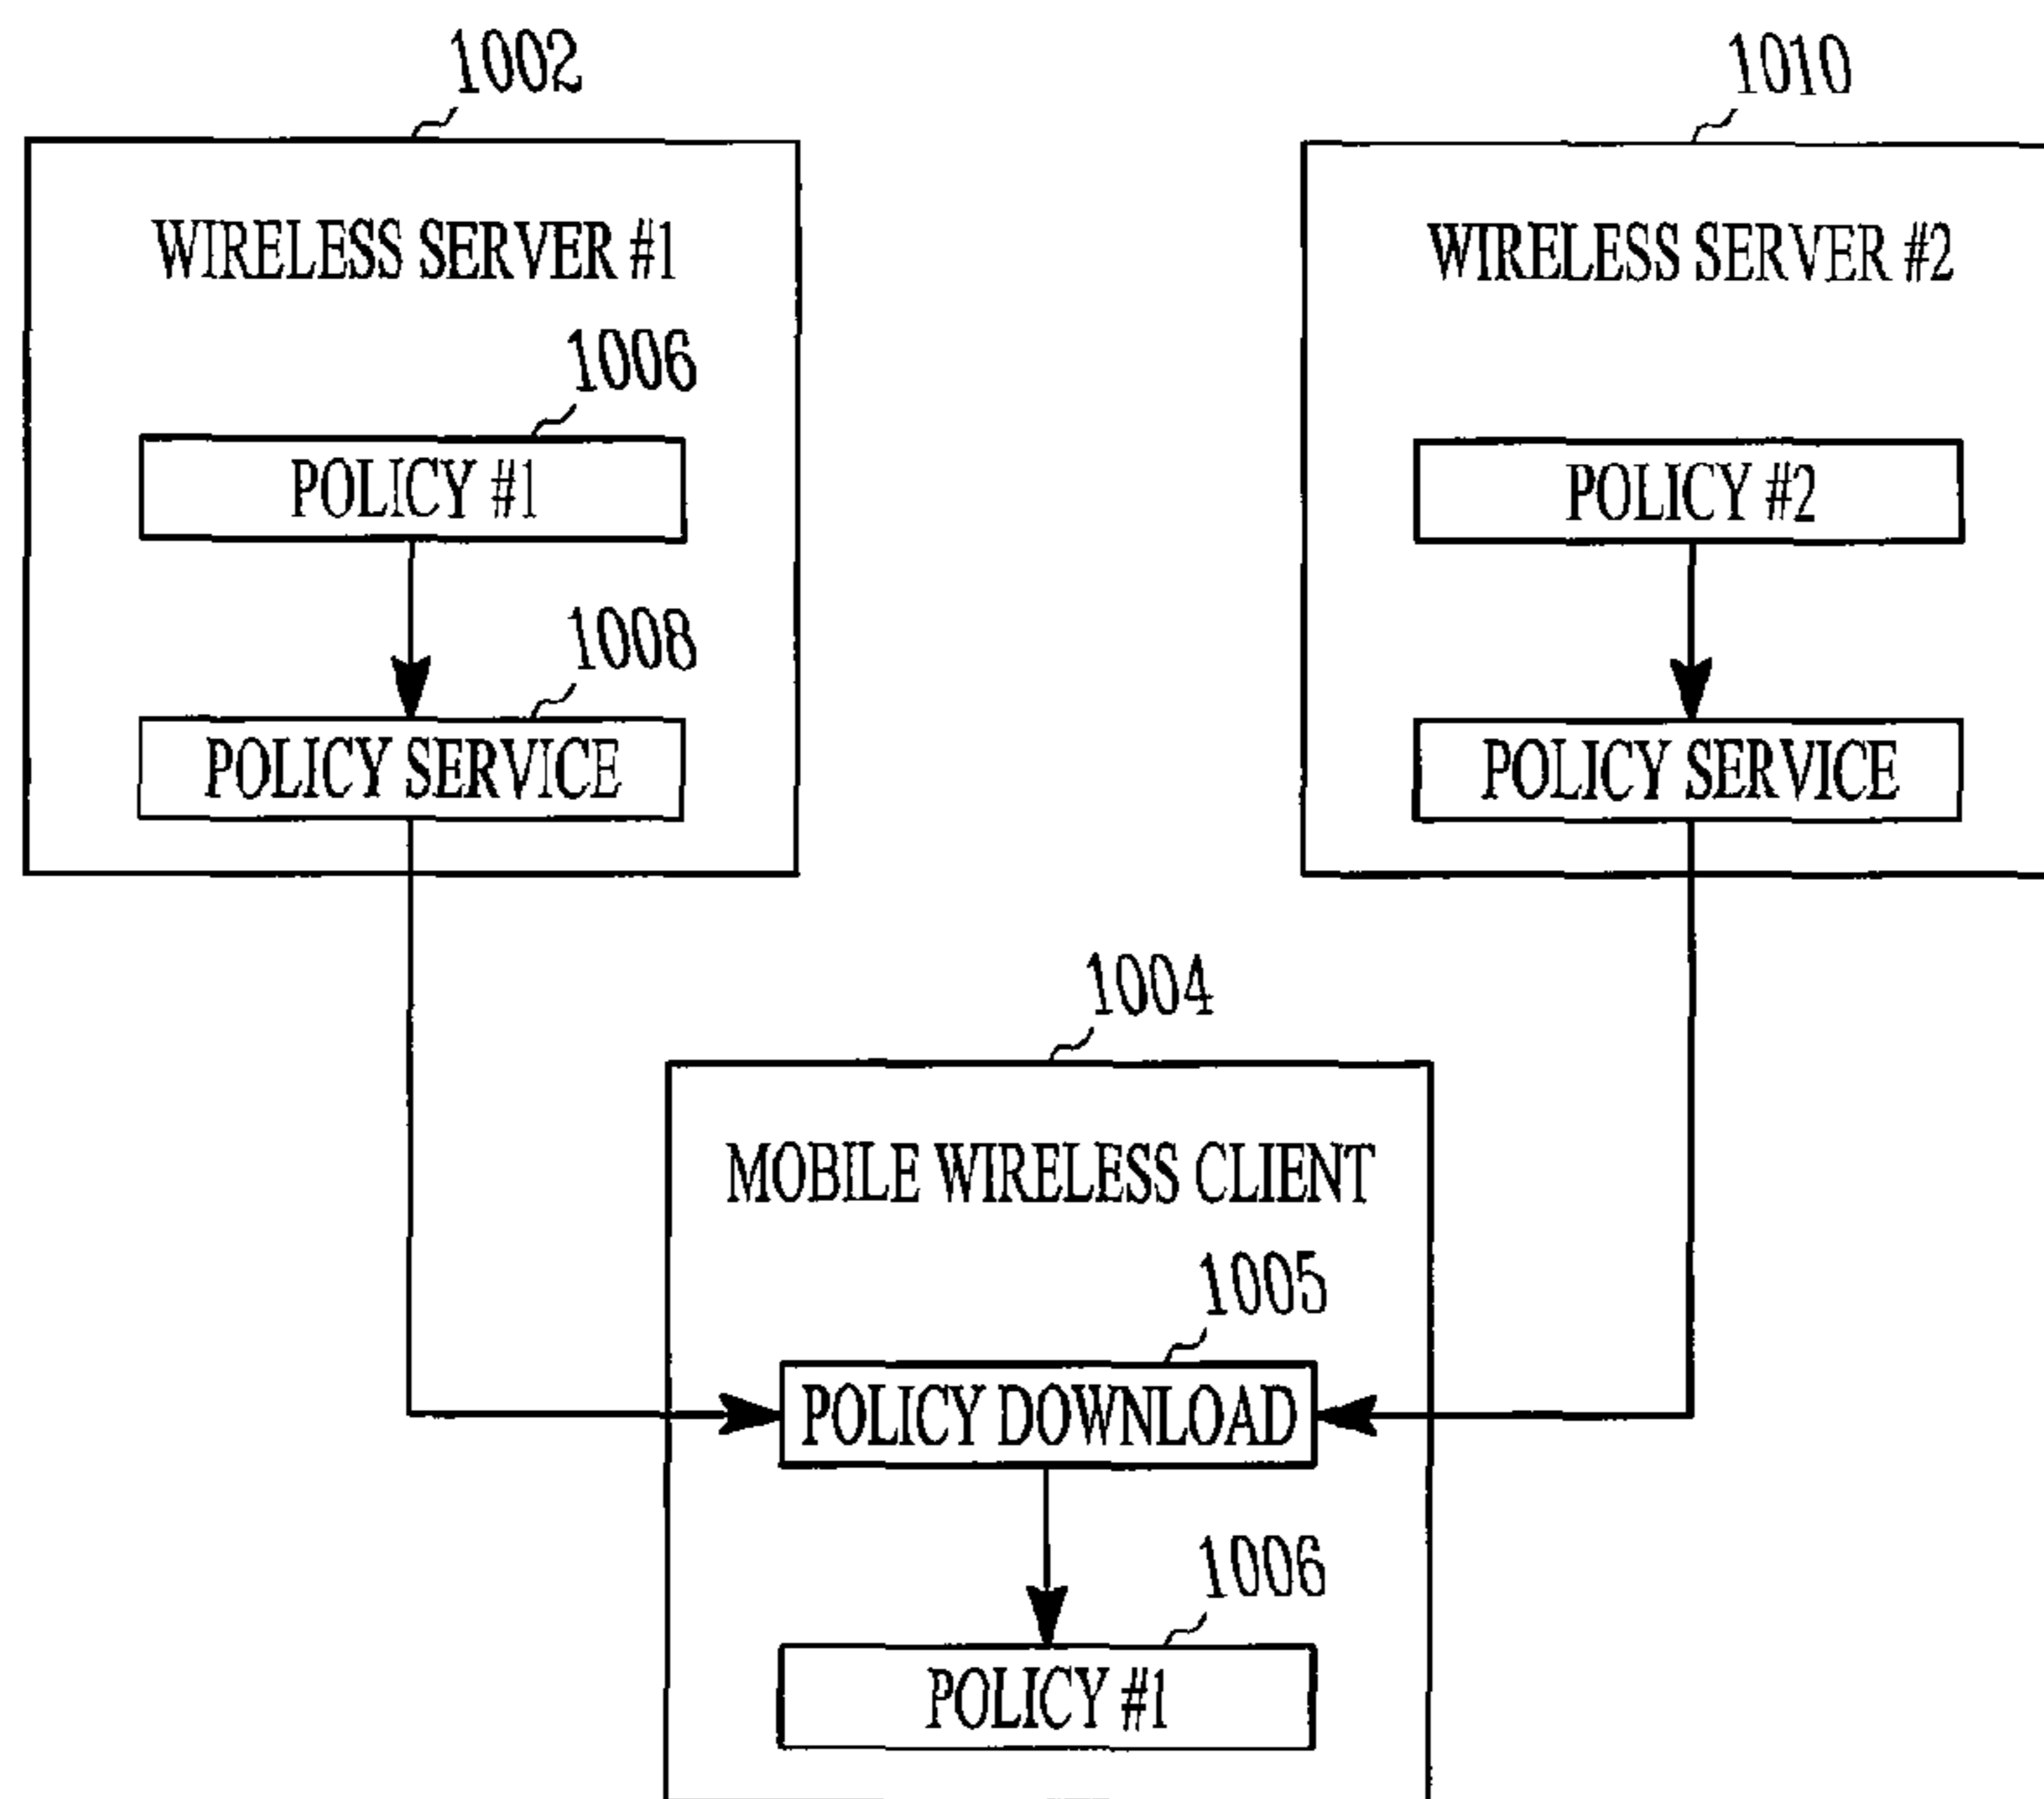 1002
WIRELESS SERVER #1
1006
POLICY #1
1008
POLICY SERVICE
1010
WIRELESS SERVER #2
POLICY #2
POLICY SERVICE
1004
MOBILE WIRELESS CLIENT
1005
POLICY DOWNLOAD
1006
POLICY #1